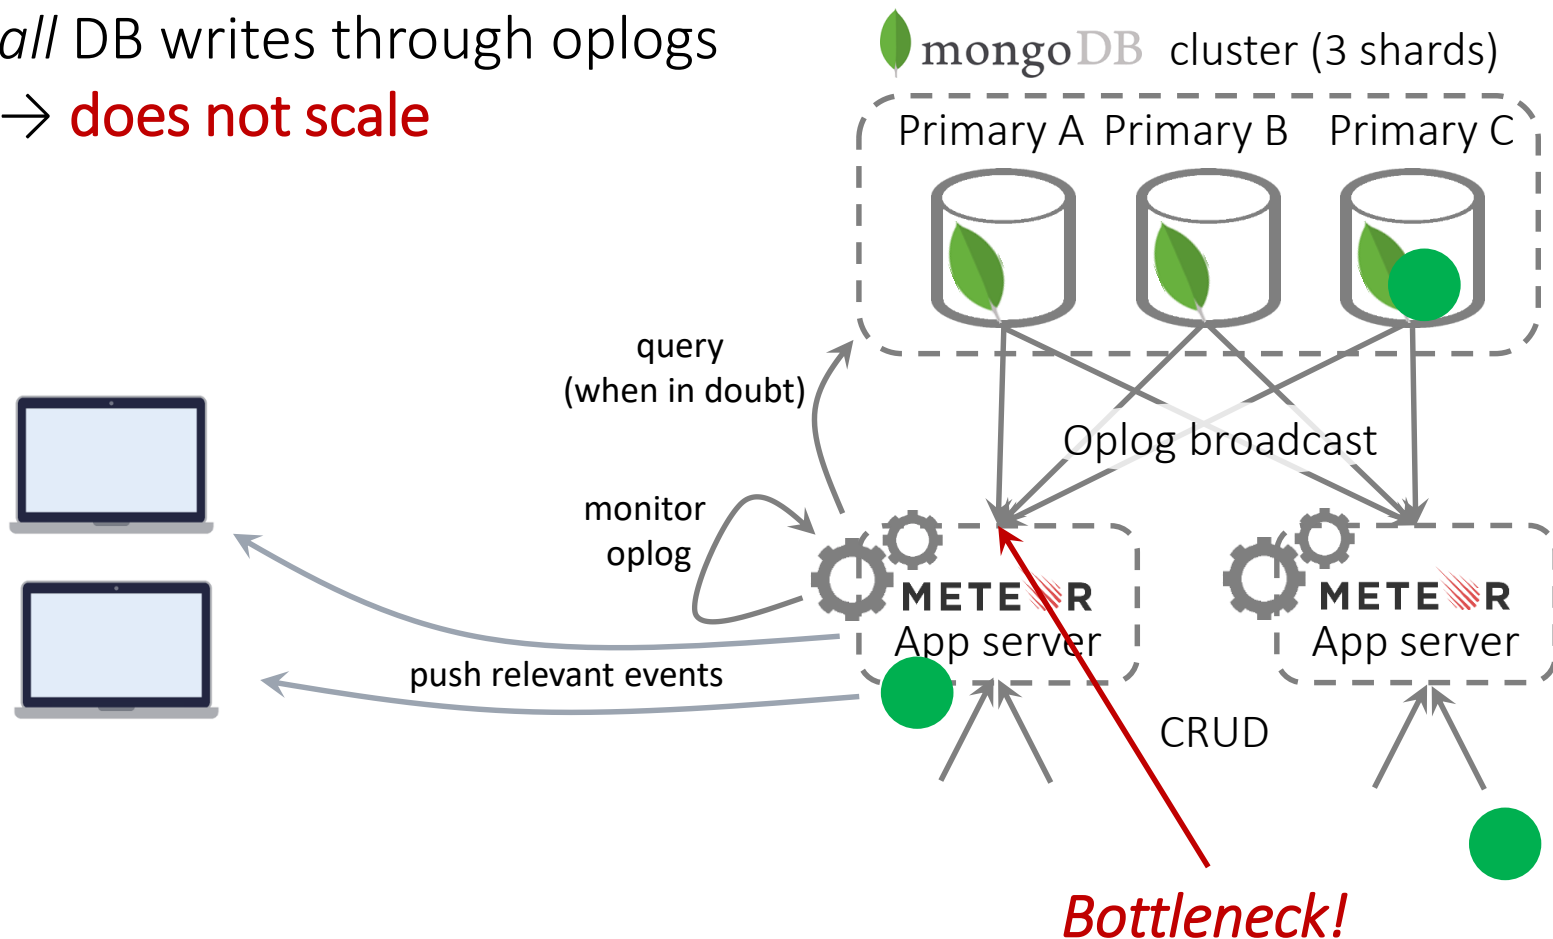 all DB writes through oplogs
→ does not scale
mongoDB cluster (3 shards)
Primary A Primary B Primary C
query
(when in doubt)
Oplog broadcast
monitor
oplog
METEOR
App server
METEOR
App server
push relevant events
CRUD
Bottleneck!